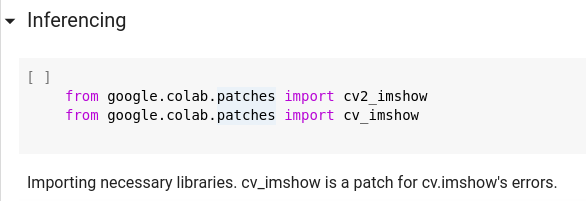 Inferencing
[ ]
from google.colab.patches import cv2_imshow
from google.colab.patches import cv_imshow
Importing necessary libraries. cv_imshow is a patch for cv.imshow's errors.